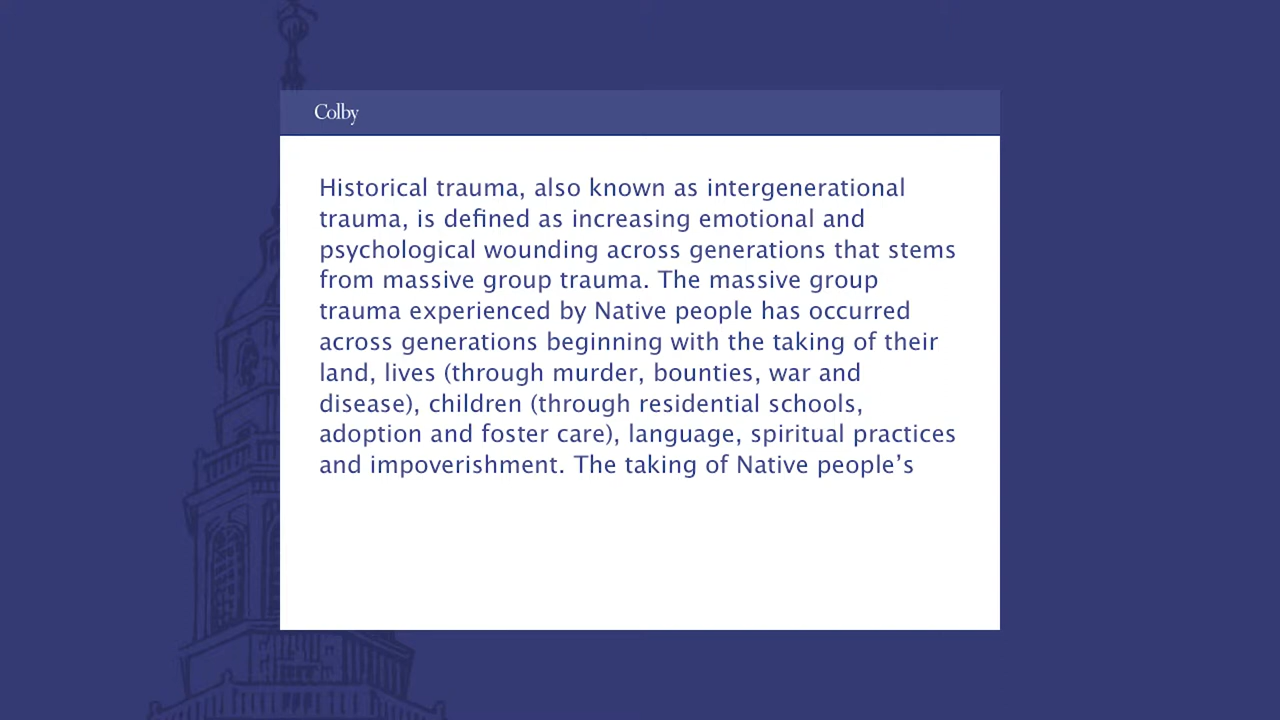 Colby
Historical trauma, also known as intergenerational
trauma, is defined as increasing emotional and
psychological wounding across generations that stems
from massive group trauma. The massive group
trauma experienced by Native people has occurred
across generations beginning with the taking of their
land, lives (through murder, bounties, war and
disease), children (through residential schools,
adoption and foster care), language, spiritual practices
and impoverishment. The taking of Native people’s